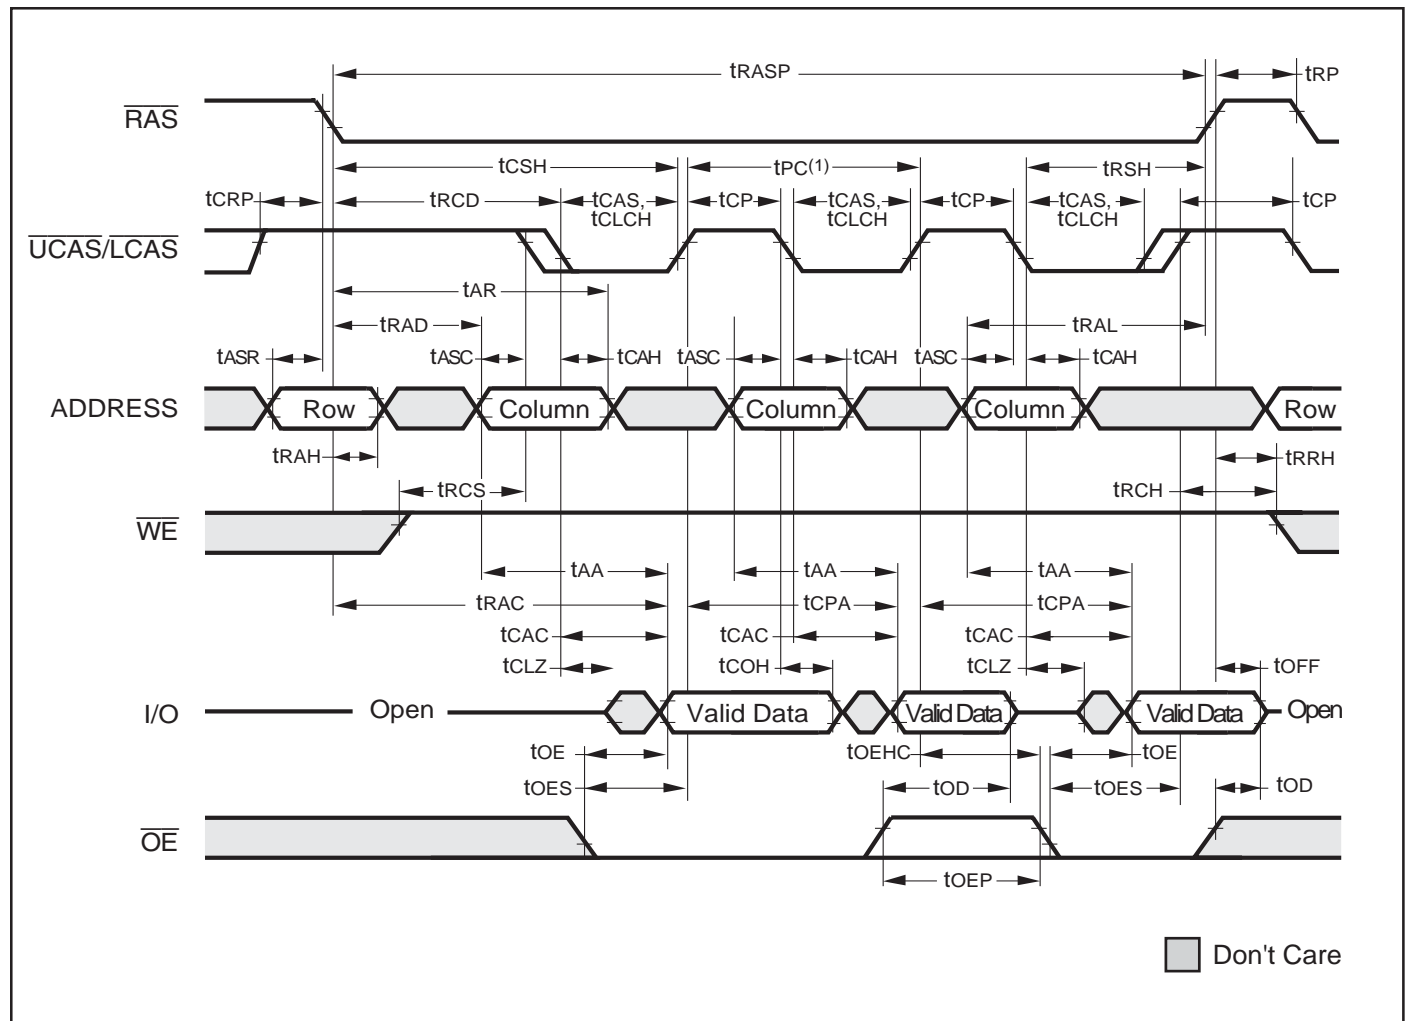 tRASP
tRP
RAS
tCSH
tPC(1)
tRSH
tCRP
tRCD
tCAS,
tCLCH
tCP
tCAS,
tCLCH
tCP
tCAS,
tCLCH
tCP
UCAS/LCAS
tAR
tRAD
tRAL
tASR
tASC
tCAH
tASC
tCAH
tASC
tCAH
ADDRESS
Row
Column
Column
Column
Row
tRAH
tRRH
tRCS
tRCH
WE
tAA
tAA
tAA
tRAC
tCPA
tCPA
tCAC
tCAC
tCAC
tCLZ
tCOH
tCLZ
tOFF
I/O
Open
Valid Data
Valid Data
Valid Data
Open
tOE
tOEHC
tOE
tOES
tOD
tOES
tOD
OE
tOEP
Don't Care